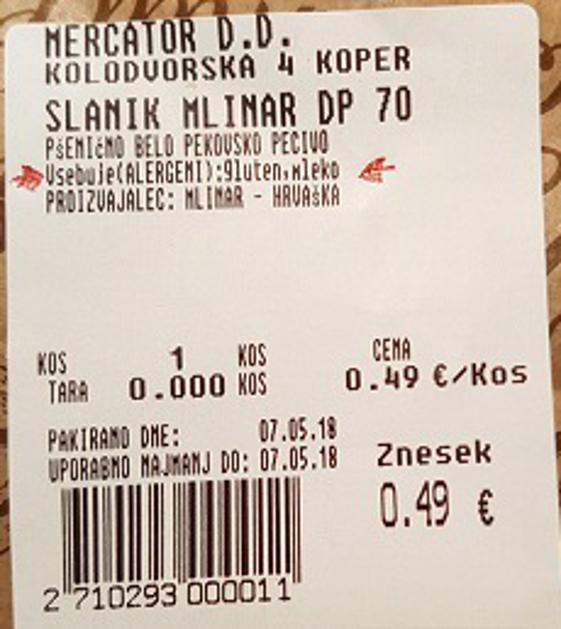 MERCATOR D.D.
KOLODVORSKA 4 KOPER
SLANIK MLINAR DP 70
PšENIčNO BELO PEKOVSKO PECIVO
Vsebuje(ALERGENI):gluten,mleko
PROIZVAJALEC: MLINAR - HRVAšKA
KOS 1 KOS CENA
TARA 0.000 KOS 0.49 €/Kos
PAKIRANO DNE: 07.05.18
UPORABNO NAJMANJ DO: 07.05.18
Znesek
0.49 €
2 710293 000011